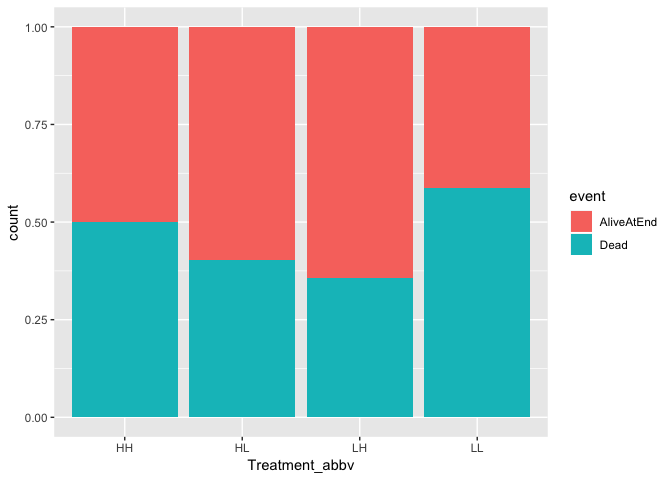 1.00
0.75
0.50
0.25
0.00
count
HH HL LH LL
Treatment_abbv
event
AliveAtEnd
Dead